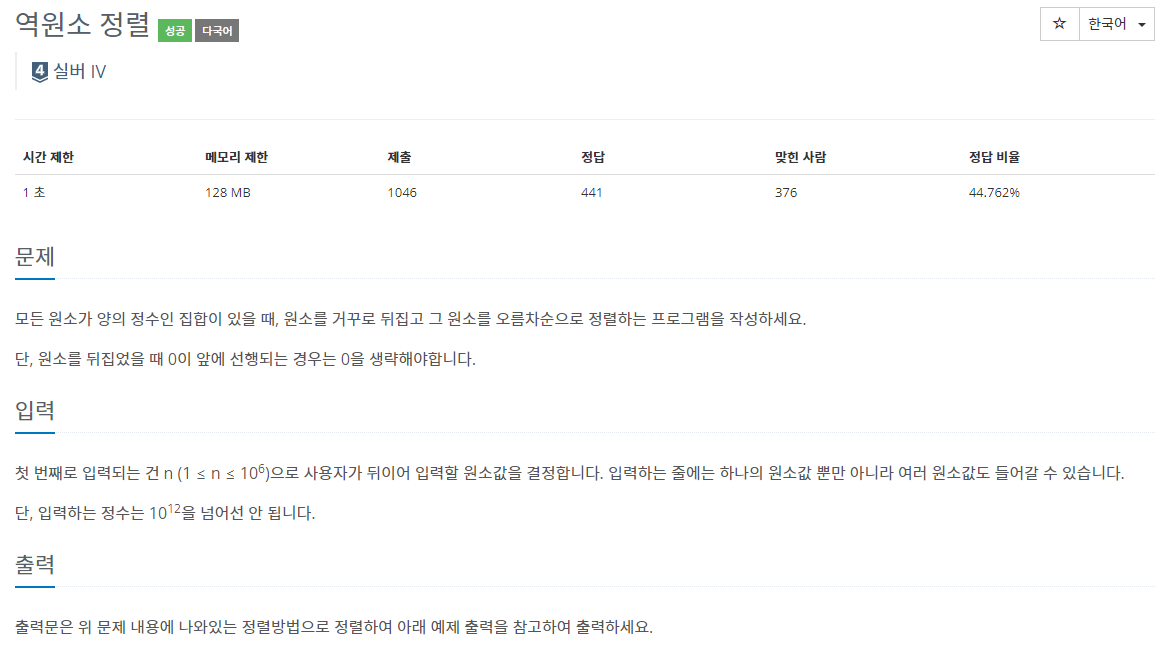 역원소 정렬 성공 다국어
☆ 한국어
4 실버 IV
시간 제한 메모리 제한 제출 정답 맞힌 사람 정답 비율
1 초 128 MB 1046 441 376 44.762%
문제
모든 원소가 양의 정수인 집합이 있을 때, 원소를 거꾸로 뒤집고 그 원소를 오름차순으로 정렬하는 프로그램을 작성하세요.
단, 원소를 뒤집었을 때 0이 앞에 선행되는 경우는 0을 생략해야합니다.
입력
첫 번째로 입력되는 건 n (1 ≤ n ≤ 10⁶)으로 사용자가 뒤이어 입력할 원소값을 결정합니다. 입력하는 줄에는 하나의 원소값 뿐만 아니라 여러 원소값도 들어갈 수 있습니다.
단, 입력하는 정수는 10¹²을 넘어선 안 됩니다.
출력
출력문은 위 문제 내용에 나와있는 정렬방법으로 정렬하여 아래 예제 출력을 참고하여 출력하세요.